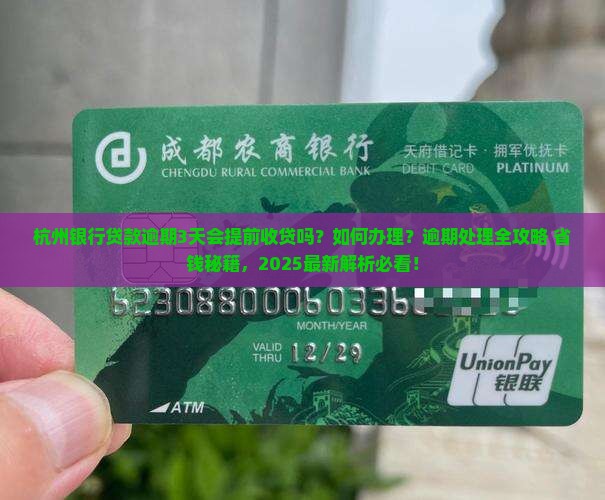 成都农商银行
CHENGDU RURAL COMMERCIAL BANK
天府借记卡·拥军优抚卡
DEBIT CARD PLATINUM
杭州银行贷款逾期3天会提前收贷吗？如何办理？逾期处理全攻略 省
钱秘籍，2025最新解析必看！
MONTH/YEAR
VALID
THRU 12/29
ATM
UnionPay
银联